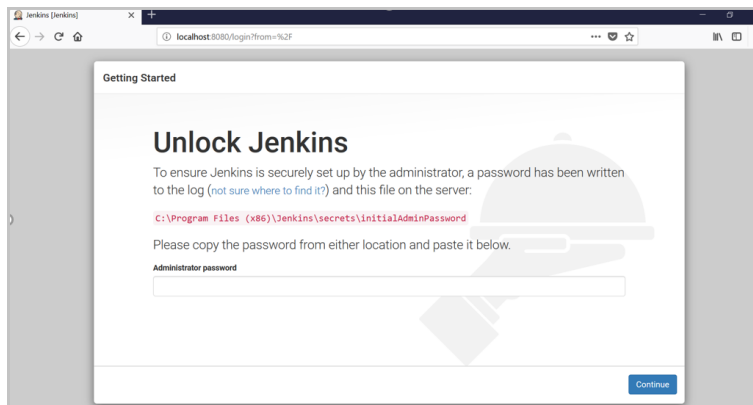 Jenkins [Jenkins]
localhost:8080/login?from=%2F
Getting Started
Unlock Jenkins
To ensure Jenkins is securely set up by the administrator, a password has been written
to the log (not sure where to find it?) and this file on the server:
C:\Program Files (x86)\Jenkins\secrets\initialAdminPassword
Please copy the password from either location and paste it below.
Administrator password
Continue